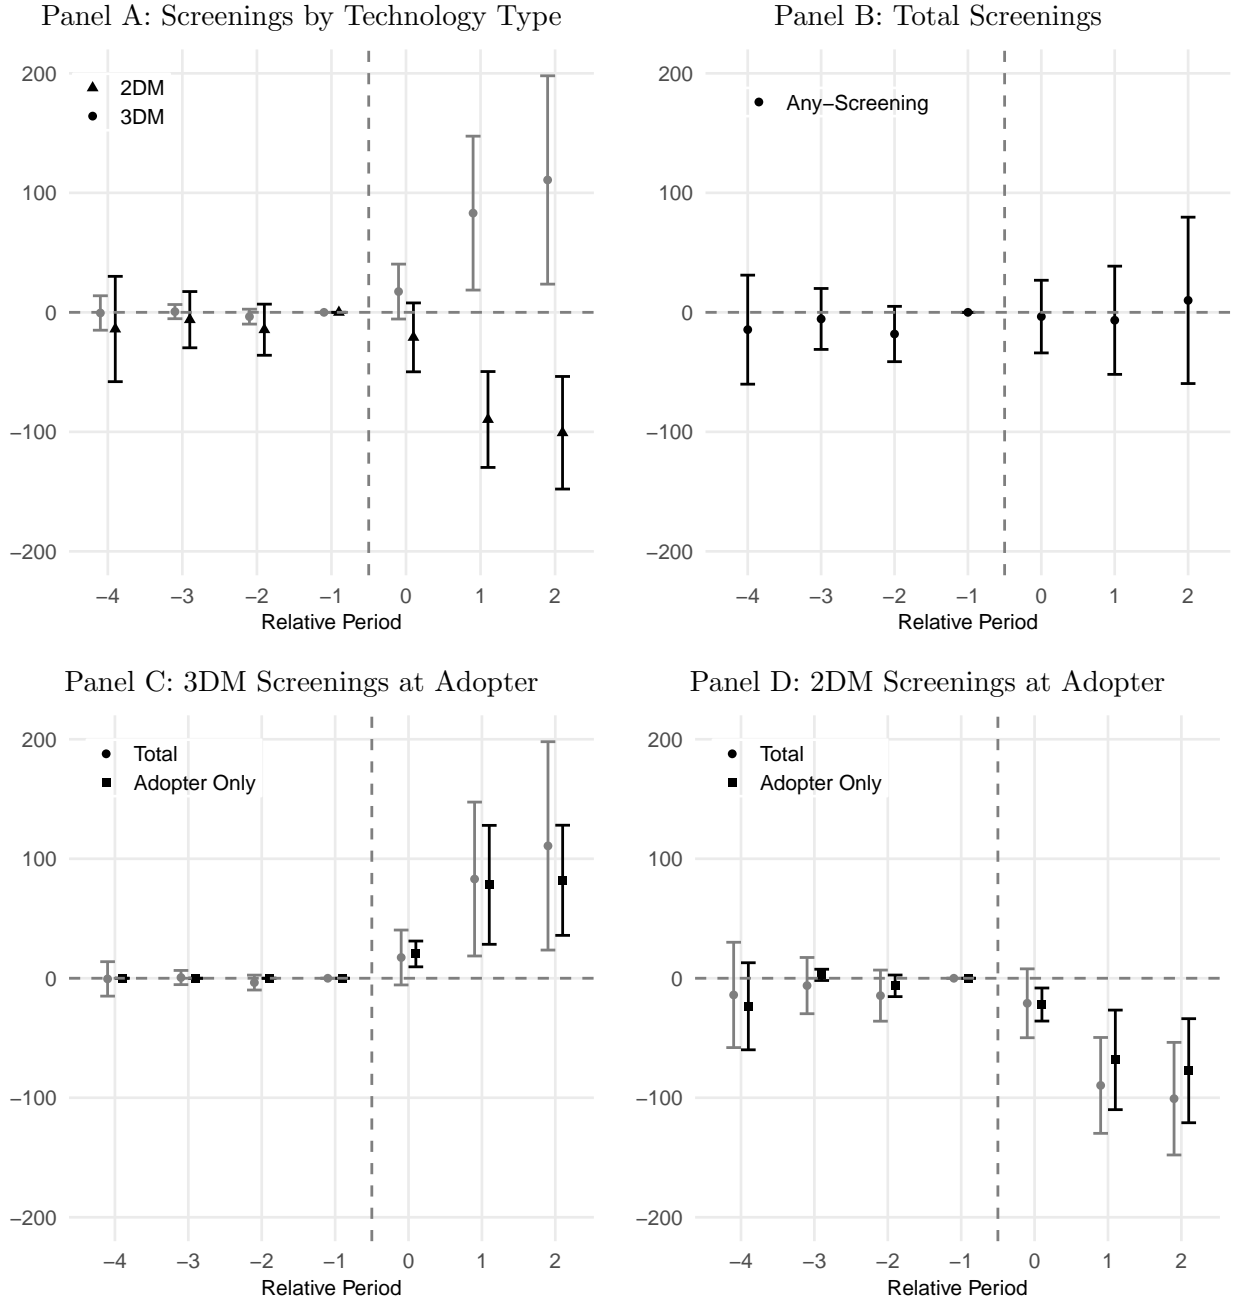 Panel A: Screenings by Technology Type
2DM
3DM
200
100
0
−100
−200
−4 −3 −2 −1 0 1 2
Relative Period
Panel B: Total Screenings
Any−Screening
200
100
0
−100
−200
−4 −3 −2 −1 0 1 2
Relative Period
Panel C: 3DM Screenings at Adopter
Total
Adopter Only
200
100
0
−100
−200
−4 −3 −2 −1 0 1 2
Relative Period
Panel D: 2DM Screenings at Adopter
Total
Adopter Only
200
100
0
−100
−200
−4 −3 −2 −1 0 1 2
Relative Period